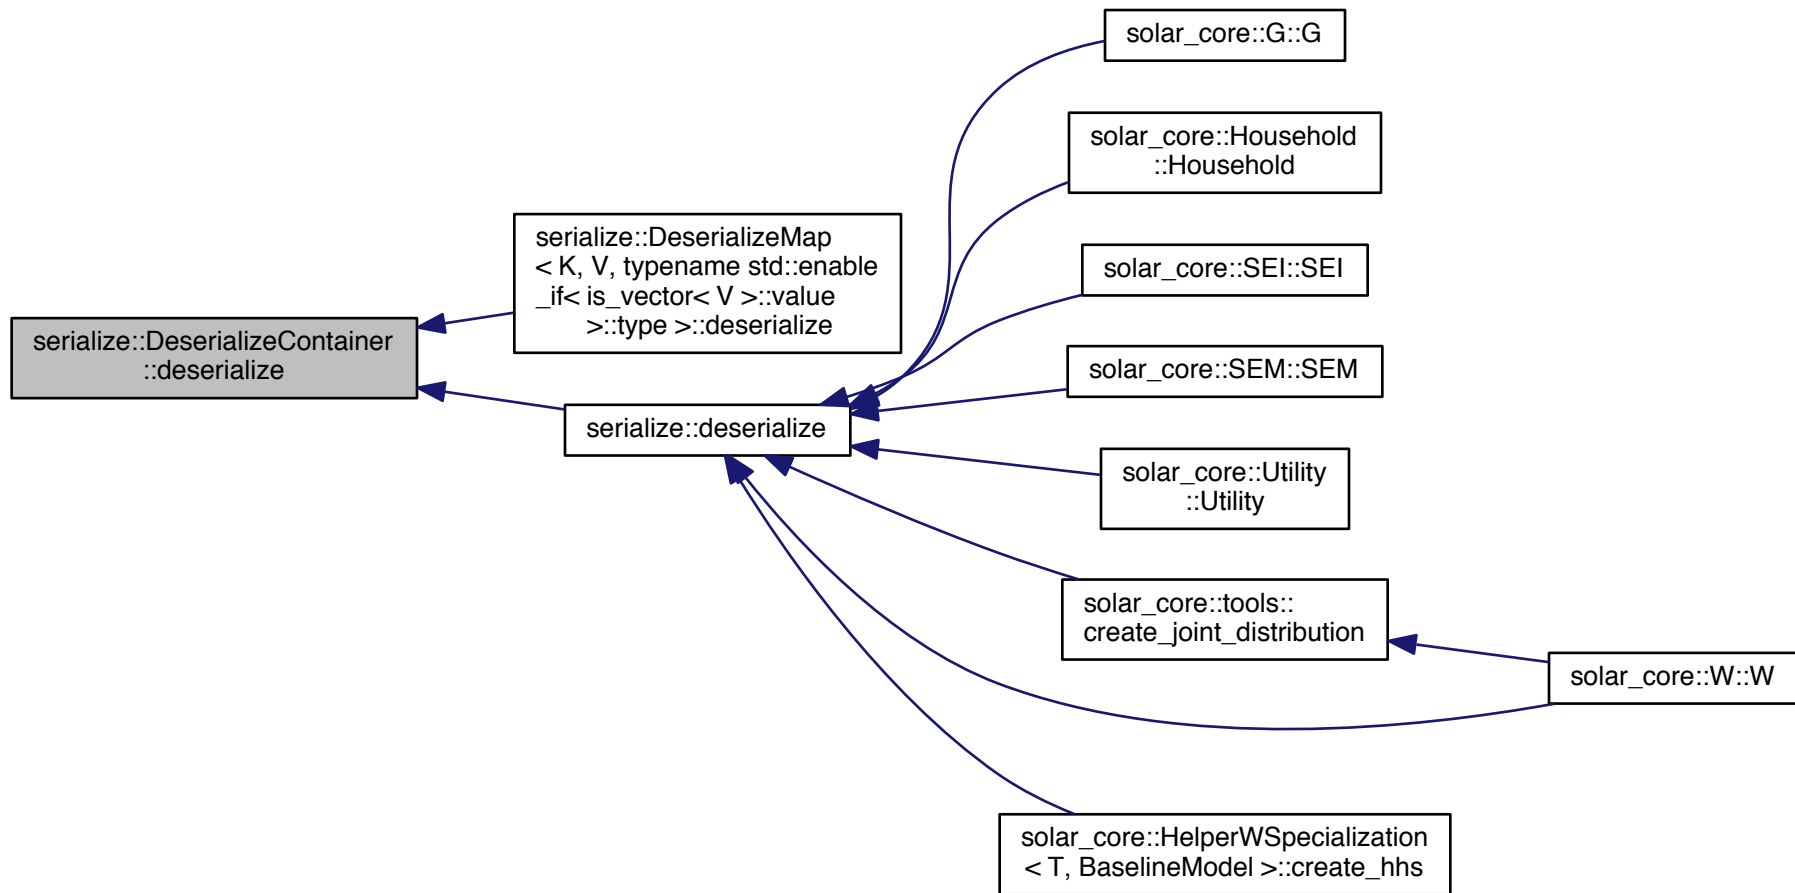 solar_core::G::G
solar_core::Household
::Household
serialize::DeserializeMap
< K, V, typename std::enable
_if< is_vector< V >::value
>::type >::deserialize
solar_core::SEI::SEI
serialize::DeserializeContainer
::deserialize
solar_core::SEM::SEM
serialize::deserialize
solar_core::Utility
::Utility
solar_core::tools::
create_joint_distribution
solar_core::W::W
solar_core::HelperWSpecialization
< T, BaselineModel >::create_hhs